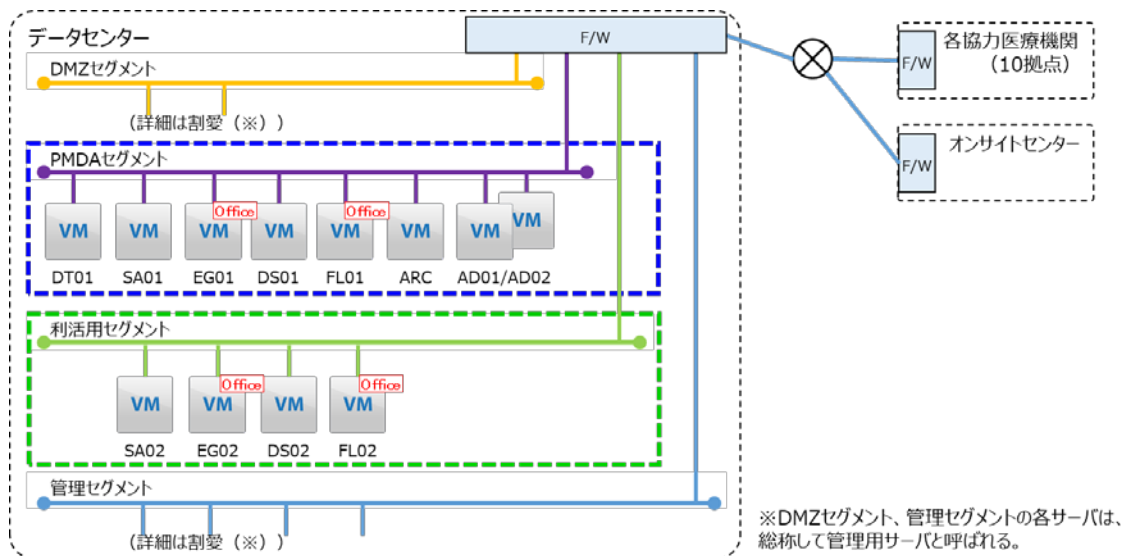 データセンター
F/W
DMZセグメント
(詳細は割愛(※))
各協力医療機関
(10拠点)
F/W
オンサイトセンター
F/W
PMDAセグメント
Office
Office
VM
VM
VM
VM
VM
VM
VM
VM
DT01
SA01
EG01
DS01
FL01
ARC
AD01/AD02
利活用セグメント
Office
Office
VM
VM
VM
VM
SA02
EG02
DS02
FL02
管理セグメント
(詳細は割愛(※))
※DMZセグメント、管理セグメントの各サーバは、
総称して管理用サーバと呼ばれる。